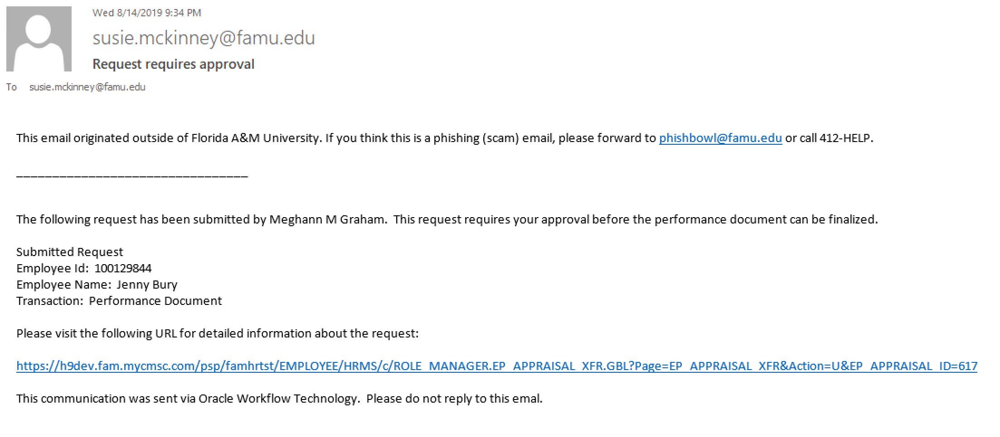 Wed 8/14/2019 9:34 PM
susie.mckinney@famu.edu
Request requires approval
To susie.mckinney@famu.edu
This email originated outside of Florida A&M University. If you think this is a phishing (scam) email, please forward to phishbowl@famu.edu or call 412-HELP.
________________________________
The following request has been submitted by Meghann M Graham.  This request requires your approval before the performance document can be finalized.
Submitted Request
Employee Id:  100129844
Employee Name:  Jenny Bury
Transaction:  Performance Document
Please visit the following URL for detailed information about the request:
https://h9dev.fam.mycmsc.com/psp/famhrtst/EMPLOYEE/HRMS/c/ROLE_MANAGER.EP_APPRAISAL_XFR.GBL?Page=EP_APPRAISAL_XFR&Action=U&EP_APPRAISAL_ID=617
This communication was sent via Oracle Workflow Technology.  Please do not reply to this emal.